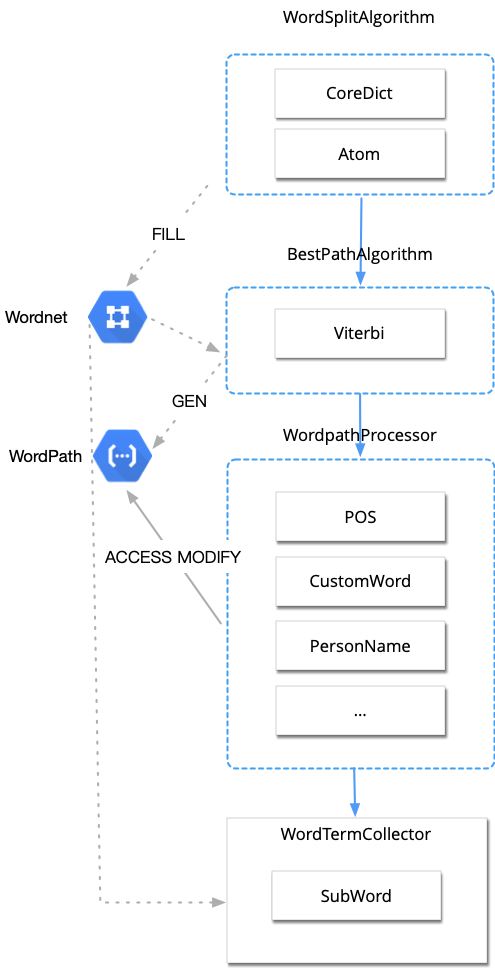 WordSplitAlgorithm
CoreDict
Atom
FILL
BestPathAlgorithm
Wordnet
Viterbi
GEN
WordpathProcessor
WordPath
POS
ACCESS MODIFY
CustomWord
PersonName
...
WordTermCollector
SubWord